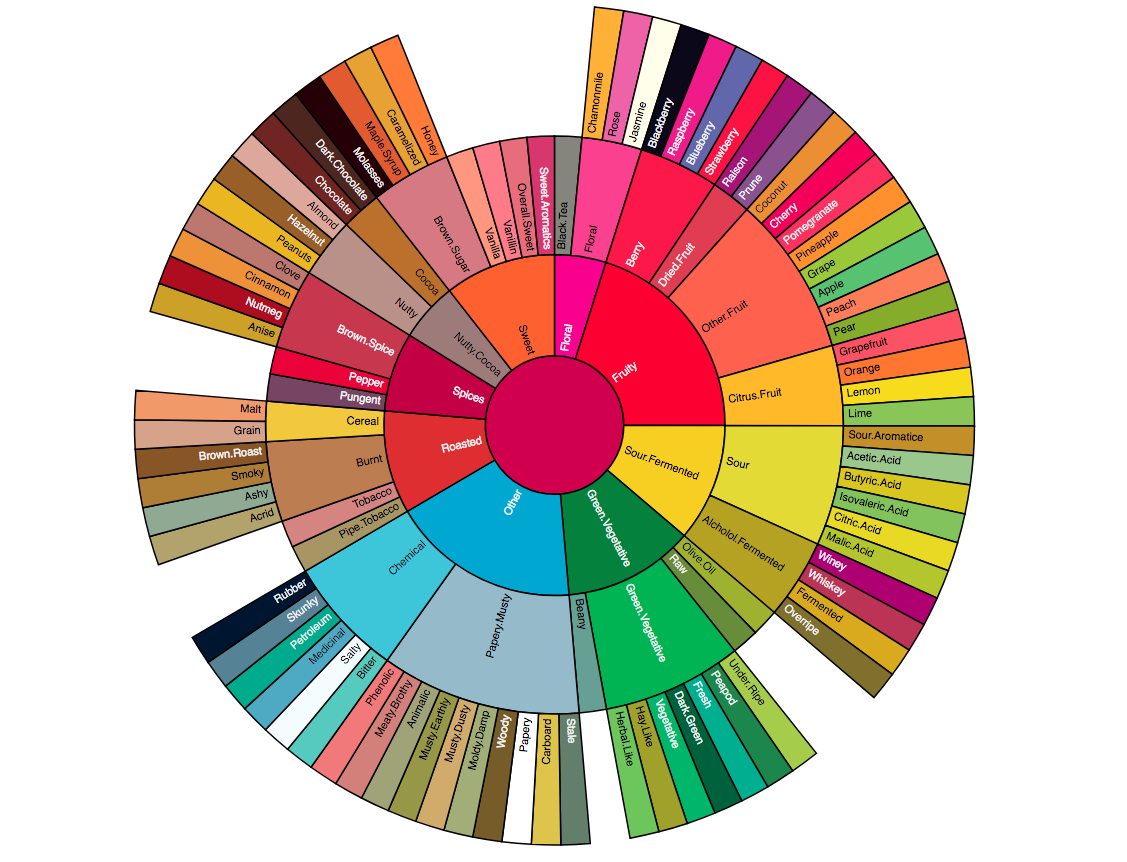 Floral
Fruity
Sour.Fermented
Green.Vegetative
Other
Roasted
Spices
Nutty.Cocoa
Sweet
Black.Tea
Floral
Berry
Dried.Fruit
Other.Fruit
Citrus.Fruit
Sour
Alcholol.Fermented
Olive.Oil
Raw
Green.Vegetative
Beany
Papery.Musty
Chemical
Pipe.Tobacco
Tobacco
Burnt
Cereal
Pungent
Pepper
Brown.Spice
Nutty
Cocoa
Brown.Sugar
Vanilla
Vanillin
Overall.Sweet
Sweet.Aromatics
Chamonmile
Rose
Jasmine
Blackberry
Raspberry
Blueberry
Strawberry
Raison
Prune
Coconut
Cherry
Pomegranate
Pineapple
Grape
Apple
Peach
Pear
Grapefruit
Orange
Lemon
Lime
Sour.Aromatice
Acetic.Acid
Butyric.Acid
Isovaleric.Acid
Citric.Acid
Malic.Acid
Winey
Whiskey
Fermented
Overripe
Under.Ripe
Peapod
Fresh
Dark.Green
Vegetative
Hay.Like
Herbal.Like
Stale
Carboard
Papery
Woody
Moldy.Damp
Musty.Dusty
Musty.Earthly
Animalic
Meaty.Brothy
Phenolic
Bitter
Salty
Medicinal
Petroleum
Skunky
Rubber
Acrid
Ashy
Smoky
Brown.Roast
Grain
Malt
Anise
Nutmeg
Cinnamon
Clove
Peanuts
Hazelnut
Almond
Chocolate
Dark.Chocolate
Molasses
Maple.Syrup
Caramelized
Honey